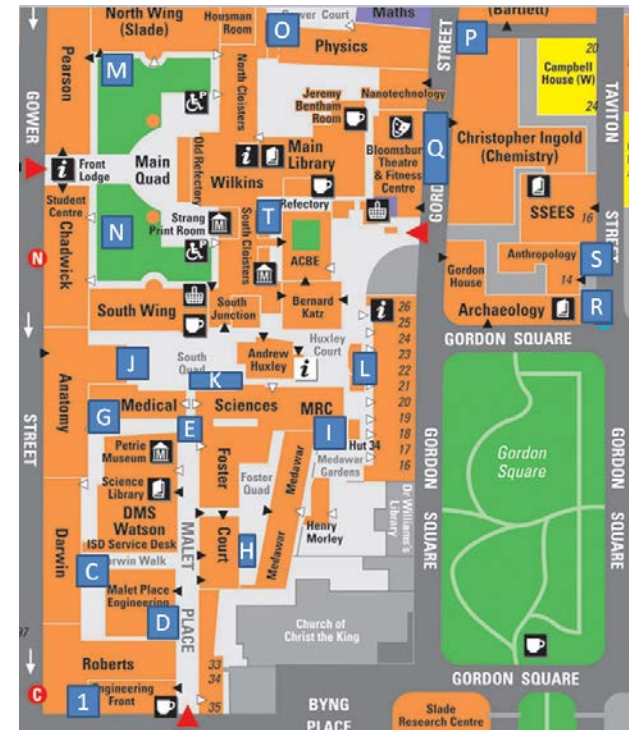 North Wing
(Slade)
Housman
Room
Gower Court
Maths
(Bartlett)
O
P
STREET
Physics
Pearson
M
North Cloisters
Nanotechnology
20
Campbell
House (W)
24
TAVITION
GOWER
P
Jeremy
Bentham
Room
Old Refectory
i
Front
Lodge
Main
Quad
i
Main
Library
Wilkins
Bloomsbury
Theatre
& Fitness
Centre
Q
Christopher Ingold
(Chemistry)
GORD
Student
Centre
Chadwick
N
N
Strang
Print Room
P
South Cloisters
T
Refectory
ACBE
SSEES
16
STREET
Gordon
House
Anthropology
14
S
R
Archaeology
South Wing
South
Junction
Bernard
Katz
i
26
25
24
23
22
21
20
19
18
17
16
GORDON SQUARE
J
South
Quad
Andrew
Huxley
Huxley
Court
i
L
K
Anatomy
G
Medical
Sciences
MRC
E
I
Hut 34
Petrie
Museum
Science
Library
Foster
Foster
Quad
Medawar
Medawar
Gardens
Medawar
Henry
Morley
Dr Williams's
Library
GORDON
SQUARE
Gordon
Square
GORDON
SQUARE
STREET
DMS
Watson
ISD Service Desk
Darwin
Darwin Walk
MALET
PLACE
Court
H
C
Malet Place
Engineering
D
Church of
Christ the King
97
Roberts
C
1
Engineering
Front
33
34
35
GORDON SQUARE
BYNG
PLACE
Slade
Research Centre